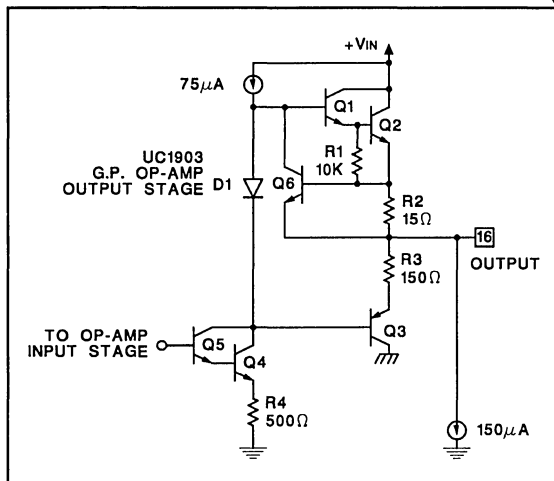 +VIN
75µA
Q1
Q2
R1
10K
UC1903
G.P. OP-AMP
OUTPUT STAGE
D1
Q6
R2
15Ω
16
OUTPUT
R3
150Ω
Q3
TO OP-AMP
INPUT STAGE
Q5
Q4
R4
500Ω
150µA